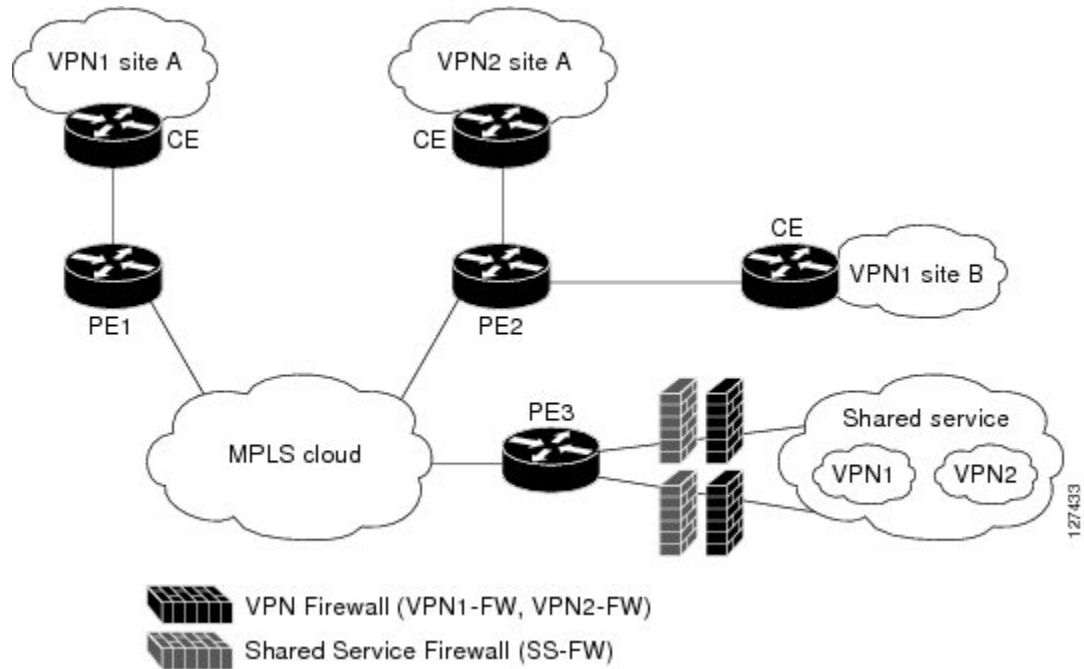 VPN1 site A
VPN2 site A
CE
CE
CE
VPN1 site B
PE1
PE2
PE3
Shared service
MPLS cloud
VPN1
VPN2
127433
VPN Firewall (VPN1-FW, VPN2-FW)
Shared Service Firewall (SS-FW)